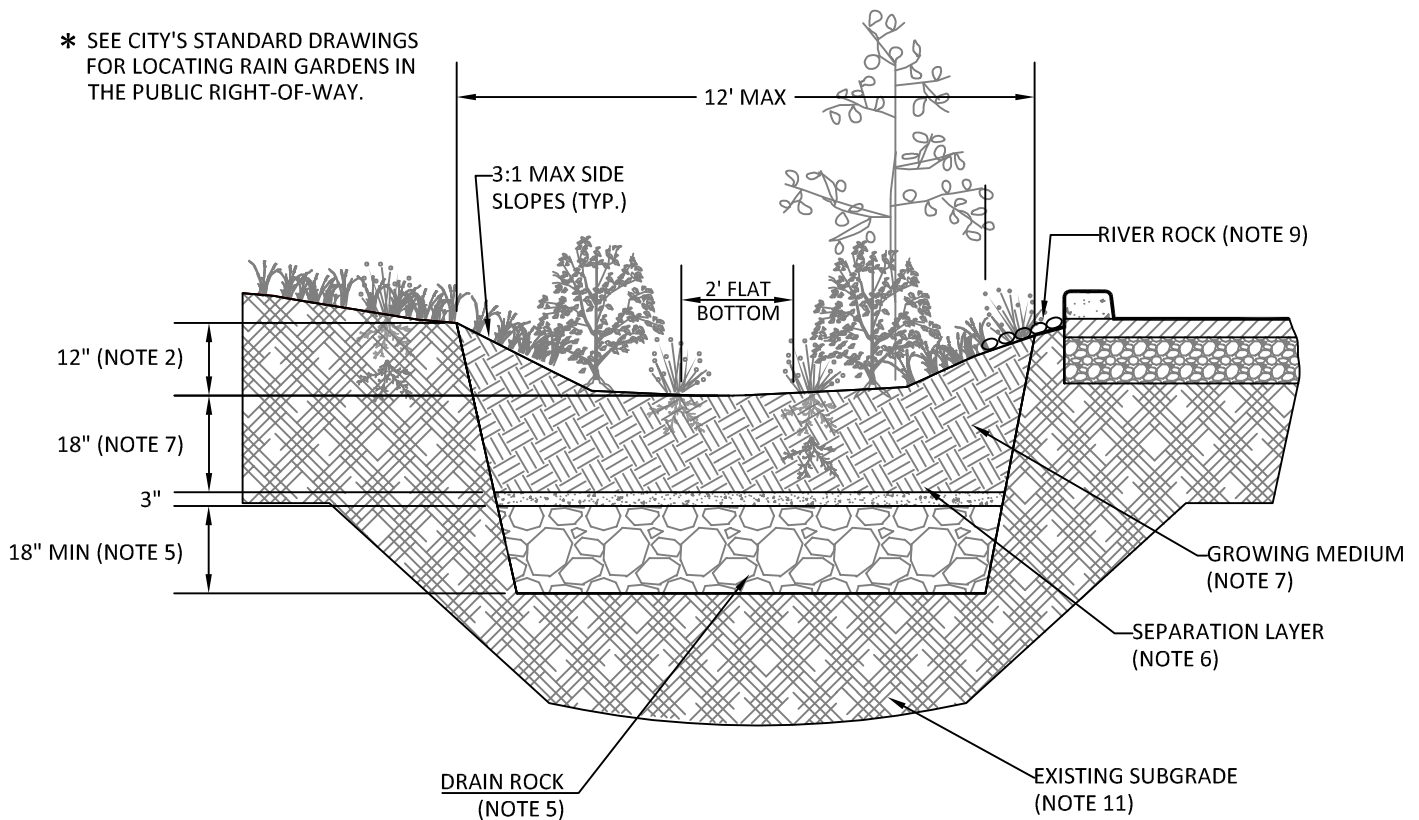 * SEE CITY'S STANDARD DRAWINGS
FOR LOCATING RAIN GARDENS IN
THE PUBLIC RIGHT-OF-WAY.
12' MAX
3:1 MAX SIDE
SLOPES (TYP.)
RIVER ROCK (NOTE 9)
2' FLAT
BOTTOM
12" (NOTE 2)
18" (NOTE 7)
3"
18" MIN (NOTE 5)
GROWING MEDIUM
(NOTE 7)
SEPARATION LAYER
(NOTE 6)
DRAIN ROCK
(NOTE 5)
EXISTING SUBGRADE
(NOTE 11)